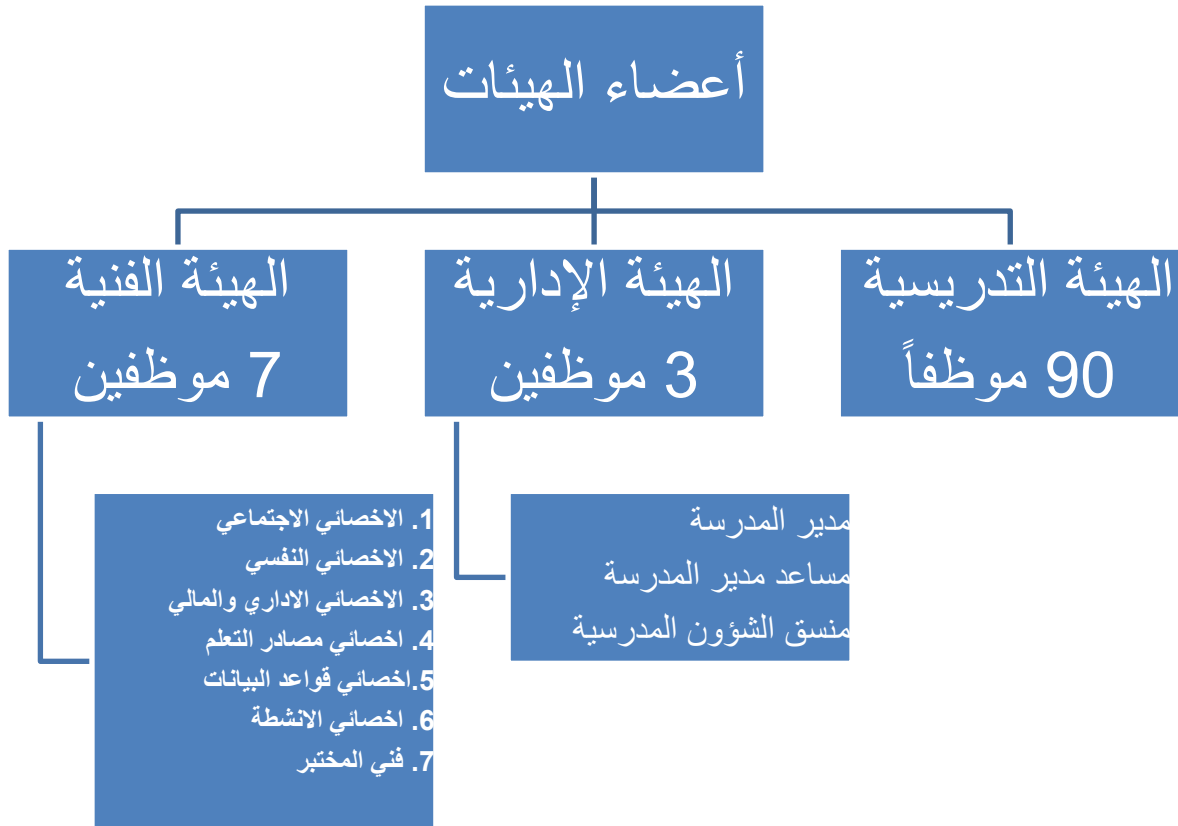 أعضاء الهيئات
الهيئة التدريسية
90 موظفاً
الهيئة الإدارية
3 موظفين
الهيئة الفنية
7 موظفين
مدير المدرسة
مساعد مدير المدرسة
منسق الشؤون المدرسية
1. الاخصائي الاجتماعي
2. الاخصائي النفسي
3. الاخصائي الاداري والمالي
4. اخصائي مصادر التعلم
5.اخصائي قواعد البيانات
6. اخصائي الانشطة
7. فني المختبر